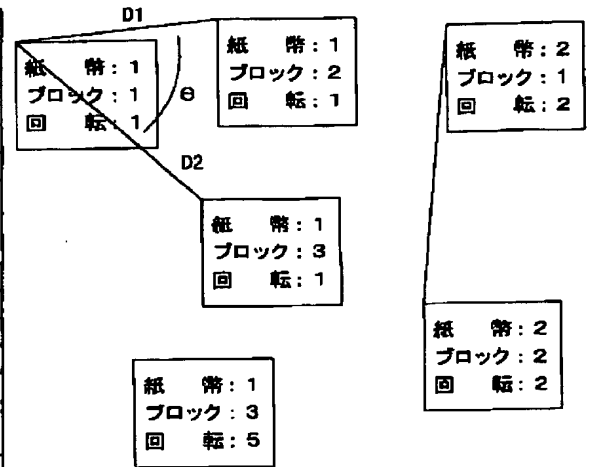 D1
紙 幣：1
ブロック：1
回 転：1
θ
紙 幣：1
ブロック：2
回 転：1
D2
紙 幣：1
ブロック：3
回 転：1
紙 幣：1
ブロック：3
回 転：5
紙 幣：2
ブロック：1
回 転：2
紙 幣：2
ブロック：2
回 転：2